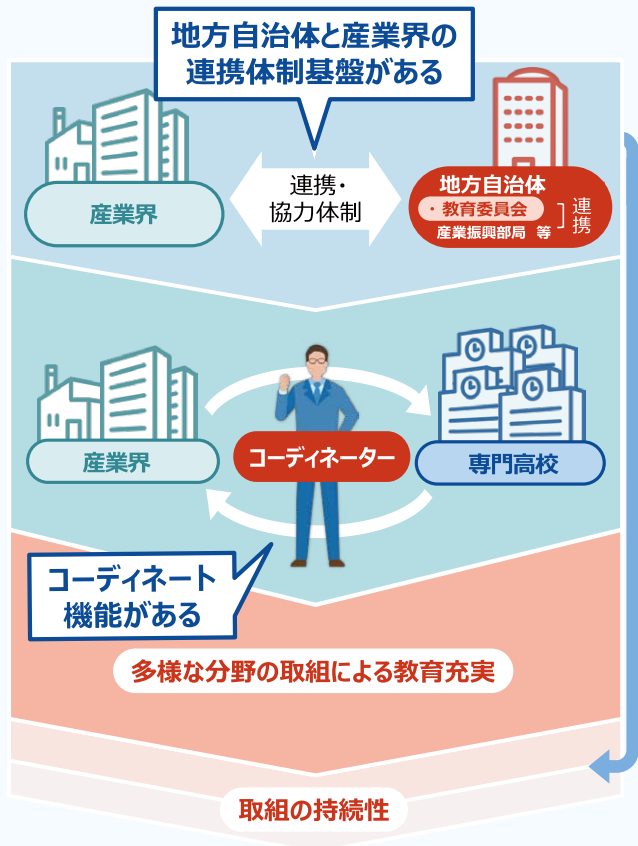 地方自治体と産業界の
連携体制基盤がある
産業界
連携・
協力体制
地方自治体
・教育委員会
産業振興部局 等
連携
産業界
コーディネーター
専門高校
コーディネート
機能がある
多様な分野の取組による教育充実
取組の持続性